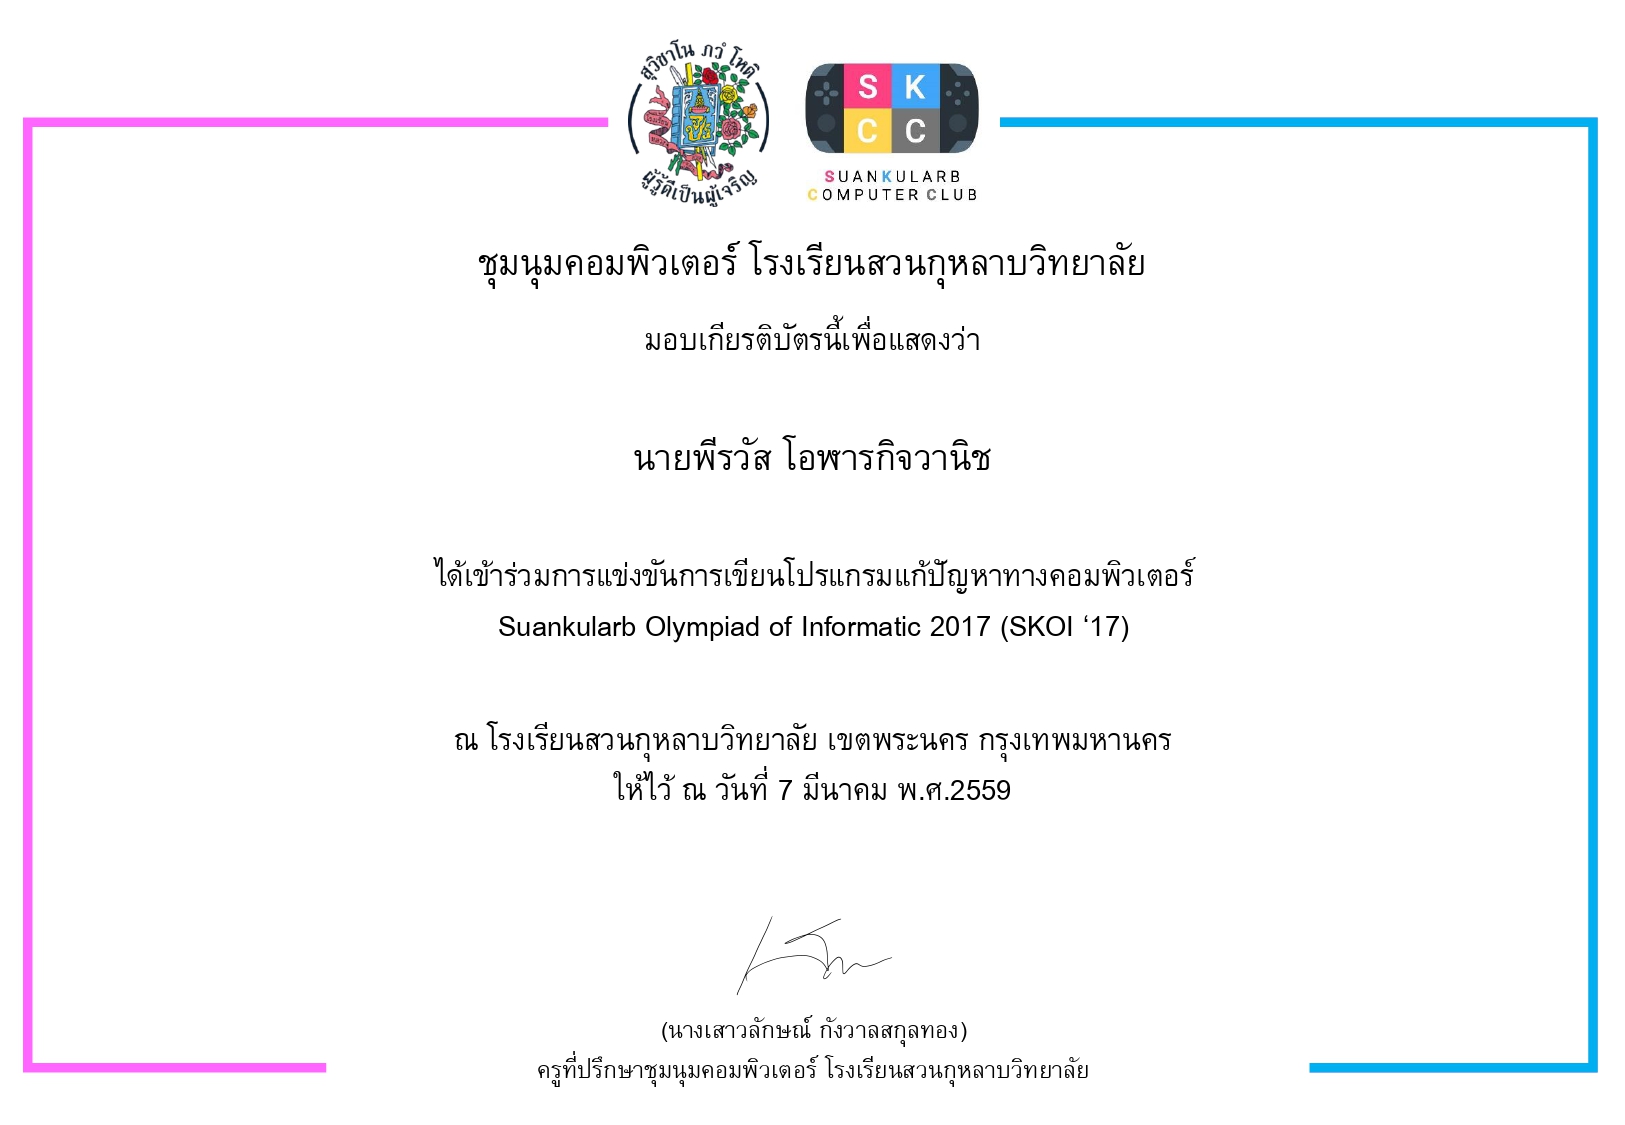 สุวิชาโน ภวํ โหติ
ผู้รู้ดีเป็นผู้เจริญ
S K
C C
SUANKULARB
COMPUTER CLUB
ชุมนุมคอมพิวเตอร์ โรงเรียนสวนกุหลาบวิทยาลัย
มอบเกียรติบัตรนี้เพื่อแสดงว่า
นายพีรวัส โอฬารกิจวานิช
ได้เข้าร่วมการแข่งขันการเขียนโปรแกรมแก้ปัญหาทางคอมพิวเตอร์
Suankularb Olympiad of Informatic 2017 (SKOI ‘17)
ณ โรงเรียนสวนกุหลาบวิทยาลัย เขตพระนคร กรุงเทพมหานคร
ให้ไว้ ณ วันที่ 7 มีนาคม พ.ศ.2559
(นางเสาวลักษณ์ กังวาลสกุลทอง)
ครูที่ปรึกษาชุมนุมคอมพิวเตอร์ โรงเรียนสวนกุหลาบวิทยาลัย